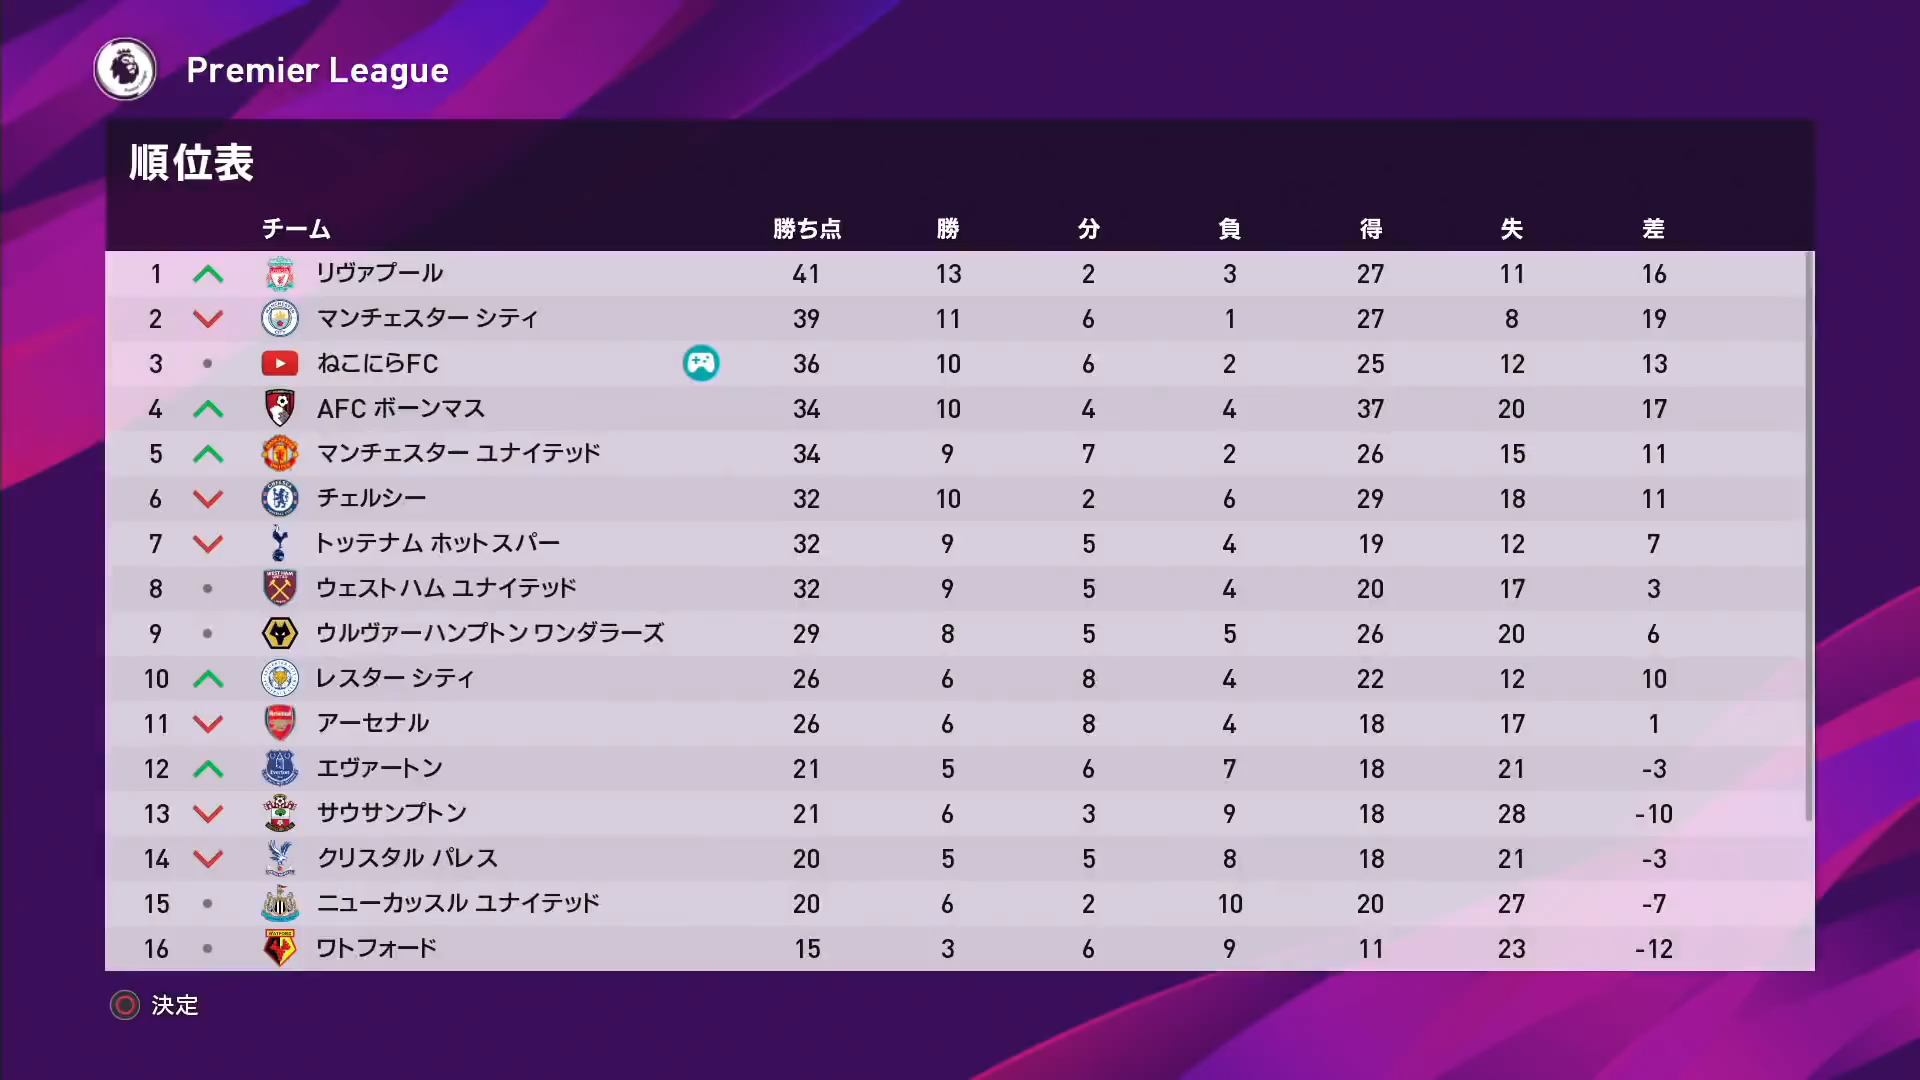 Premier League
順位表
チーム 勝ち点 勝 分 負 得 失 差
1 リヴァプール 41 13 2 3 27 11 16
2 マンチェスター シティ 39 11 6 1 27 8 19
3 ねこにらFC 36 10 6 2 25 12 13
4 AFC ボーンマス 34 10 4 4 37 20 17
5 マンチェスター ユナイテッド 34 9 7 2 26 15 11
6 チェルシー 32 10 2 6 29 18 11
7 トッテナム ホットスパー 32 9 5 4 19 12 7
8 ウェストハム ユナイテッド 32 9 5 4 20 17 3
9 ウルヴァーハンプトン ワンダラーズ 29 8 5 5 26 20 6
10 レスター シティ 26 6 8 4 22 12 10
11 アーセナル 26 6 8 4 18 17 1
12 エヴァートン 21 5 6 7 18 21 -3
13 サウサンプトン 21 6 3 9 18 28 -10
14 クリスタル パレス 20 5 5 8 18 21 -3
15 ニューカッスル ユナイテッド 20 6 2 10 20 27 -7
16 ワトフォード 15 3 6 9 11 23 -12
決定